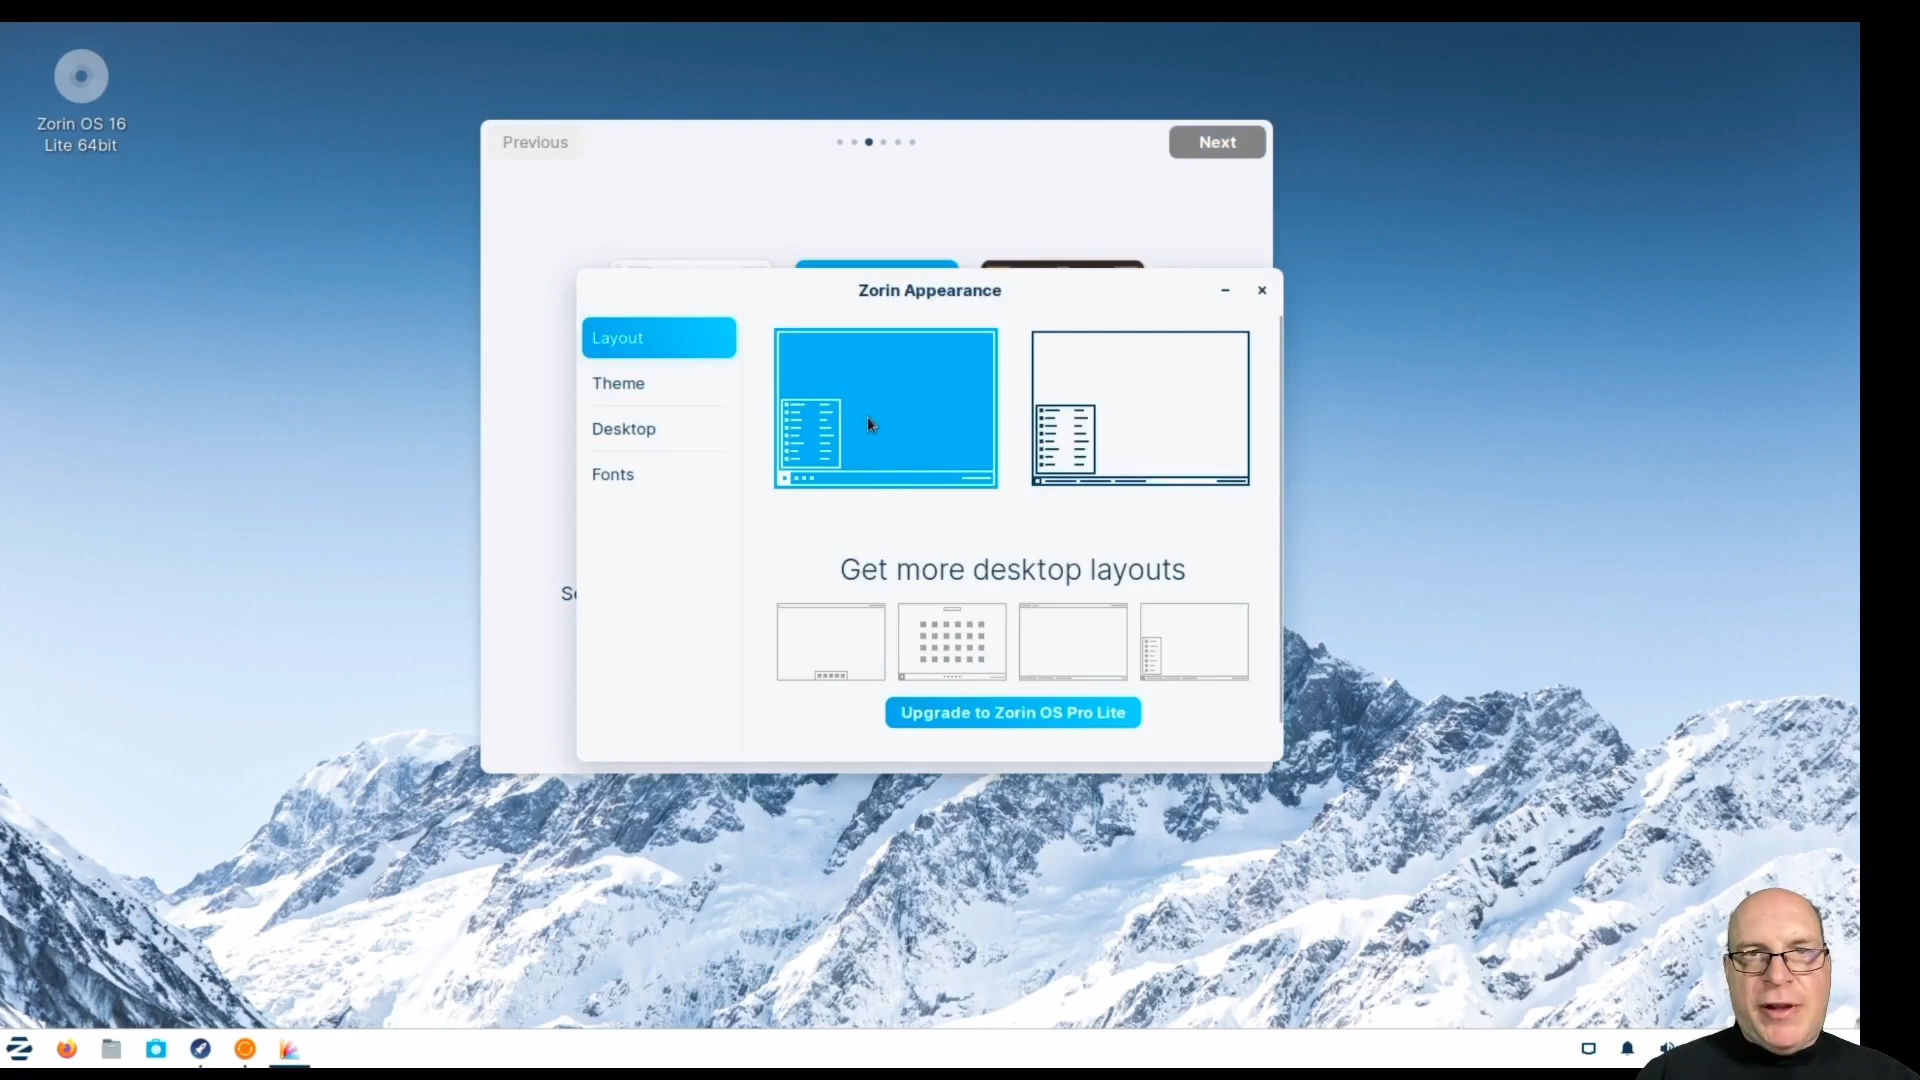 Zorin OS 16
Lite 64bit
Previous
Next
Zorin Appearance
Layout
Theme
Desktop
Fonts
Get more desktop layouts
Upgrade to Zorin OS Pro Lite